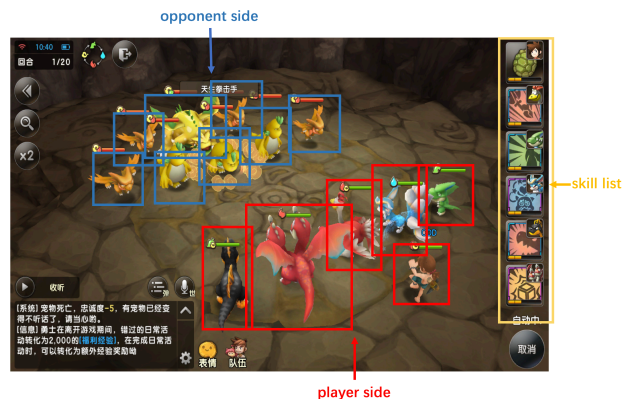 opponent side
10:40
回合 1/20
天生拳击手
x2
skill list
收听
弹
世
[系统] 宠物死亡，忠诚度-5，有宠物已经变
得不听话了，请当心哟。
[信息] 勇士在离开游戏期间，错过的日常活
动转化为2,000的[福利经验]，在完成日常活
动时，可以转化为额外经验奖励呦
表情
队伍
自动中
取消
player side